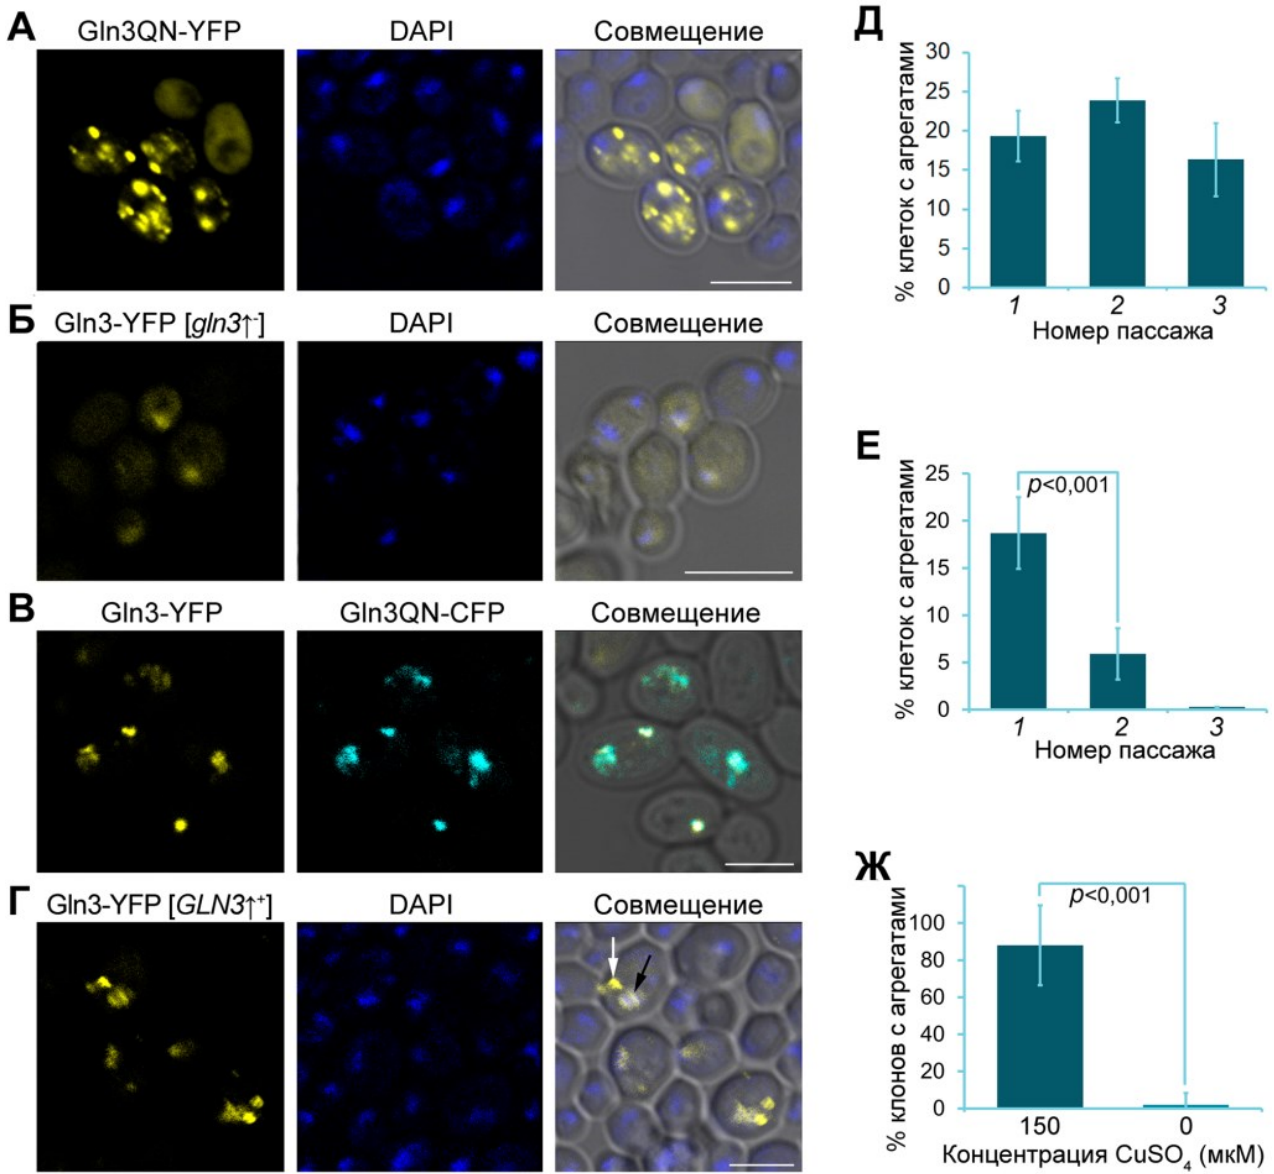 А
Gln3QN-YFP
DAPI
Совмещение
Б
Gln3-YFP [gln3↑⁻]
DAPI
Совмещение
В
Gln3-YFP
Gln3QN-CFP
Совмещение
Г
Gln3-YFP [GLN3↑⁺]
DAPI
Совмещение
Д
% клеток с агрегатами
30
25
20
15
10
5
0
1 2 3
Номер пассажа
Е
% клеток с агрегатами
25
20
15
10
5
0
p<0,001
1 2 3
Номер пассажа
Ж
% клонов с агрегатами
100
80
60
40
20
0
p<0,001
150 0
Концентрация CuSO₄ (мкМ)